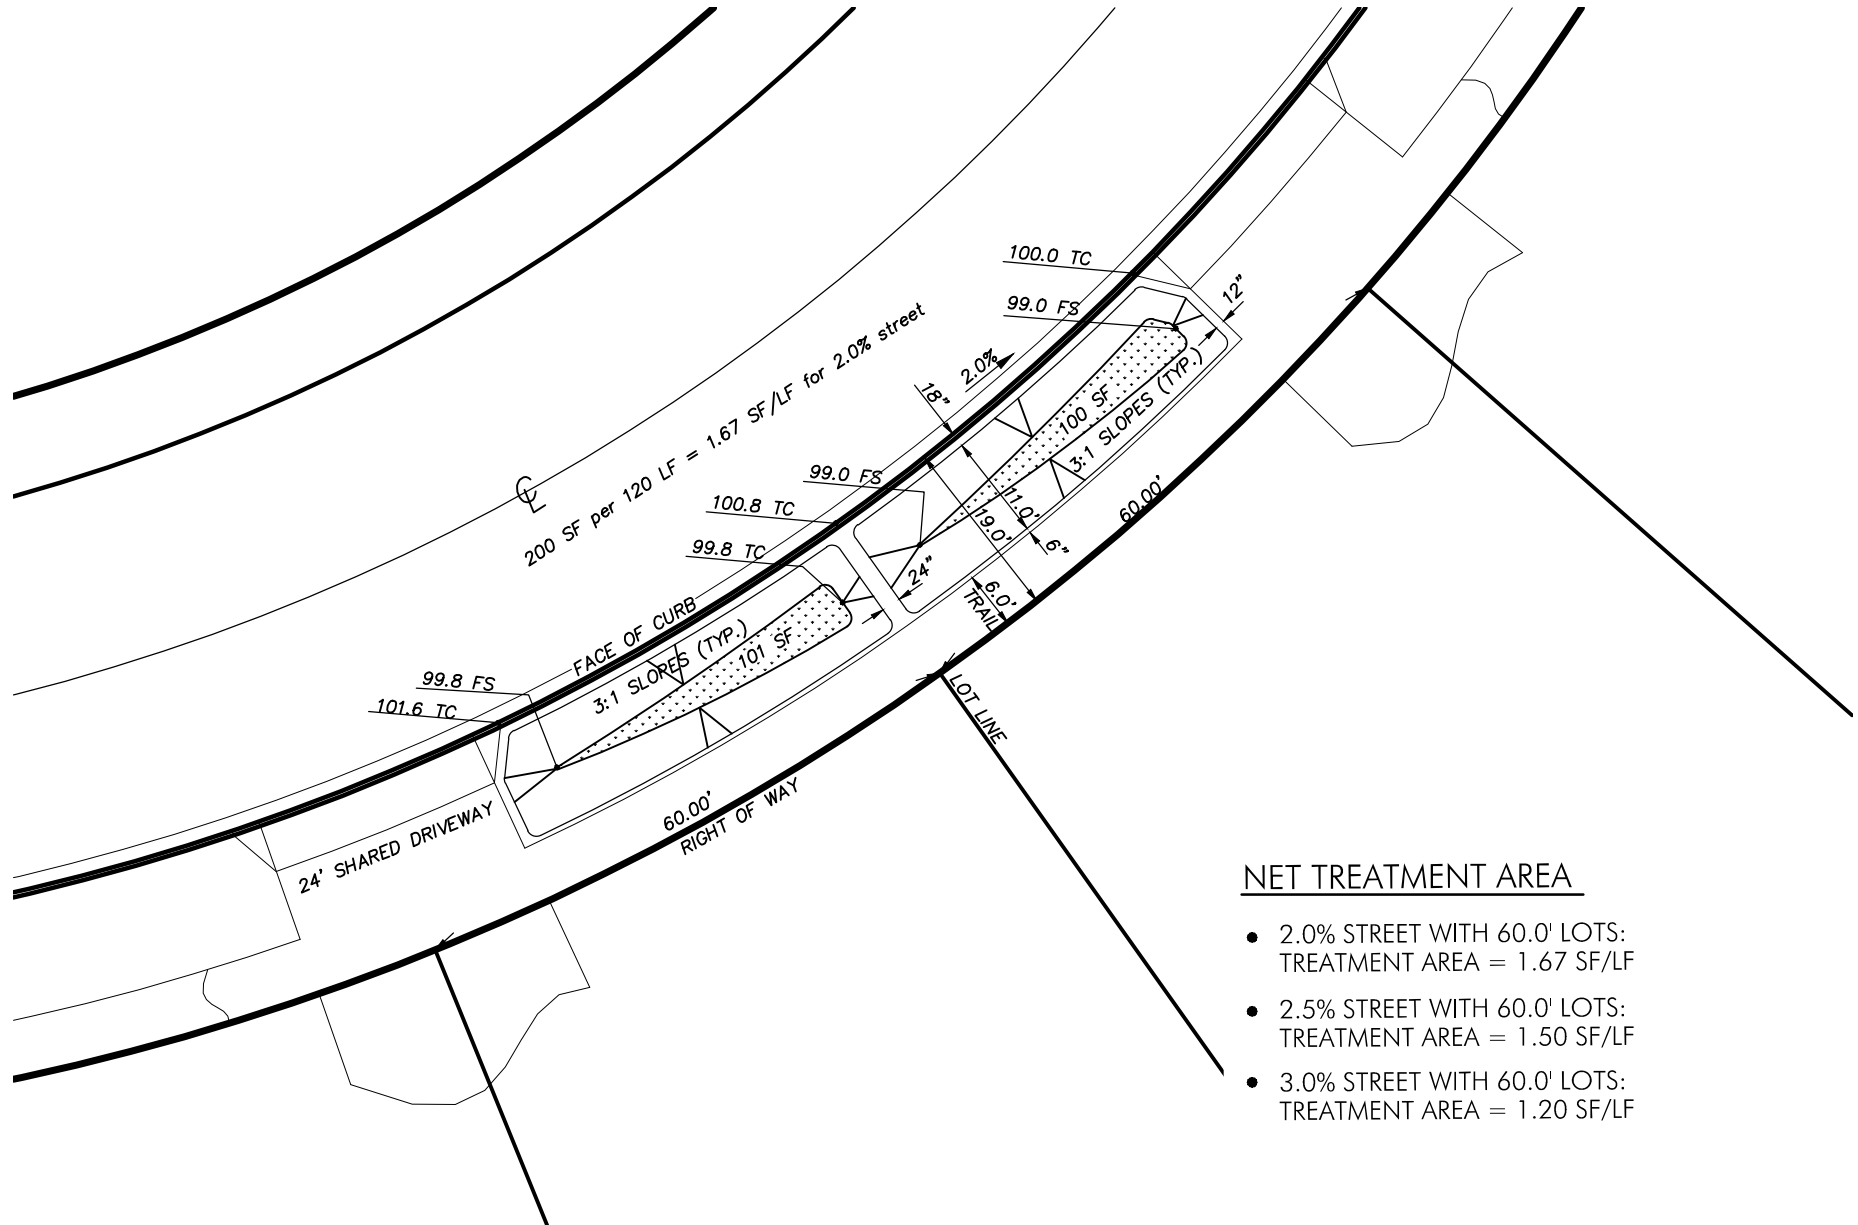 100.0 TC
99.0 FS
12"
200 SF per 120 LF = 1.67 SF/LF for 2.0% street
2.0%
18"
100 SF
3:1 SLOPES (TYP.)
℄
99.0 FS
100.8 TC
99.8 TC
11.0'
19.0'
6"
60.00'
24"
6.0'
TRAIL
FACE OF CURB
3:1 SLOPES (TYP.)
101 SF
99.8 FS
101.6 TC
LOT LINE
60.00'
RIGHT OF WAY
24' SHARED DRIVEWAY
NET TREATMENT AREA
• 2.0% STREET WITH 60.0' LOTS:
TREATMENT AREA = 1.67 SF/LF
• 2.5% STREET WITH 60.0' LOTS:
TREATMENT AREA = 1.50 SF/LF
• 3.0% STREET WITH 60.0' LOTS:
TREATMENT AREA = 1.20 SF/LF